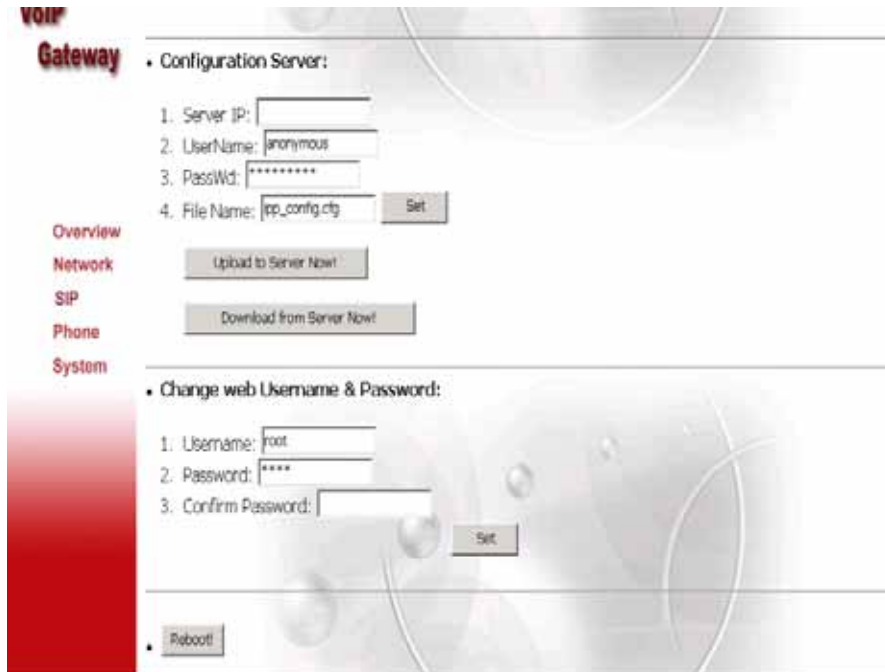 VoIP
Gateway
• Configuration Server:
1. Server IP:
2. UserName: anonymous
3. PassWd: *********
4. File Name: ipp_config.cfg Set
Upload to Server Now!
Download from Server Now!
Overview
Network
SIP
Phone
System
• Change web Username & Password:
1. Username: root
2. Password: ****
3. Confirm Password:
Set
• Reboot!